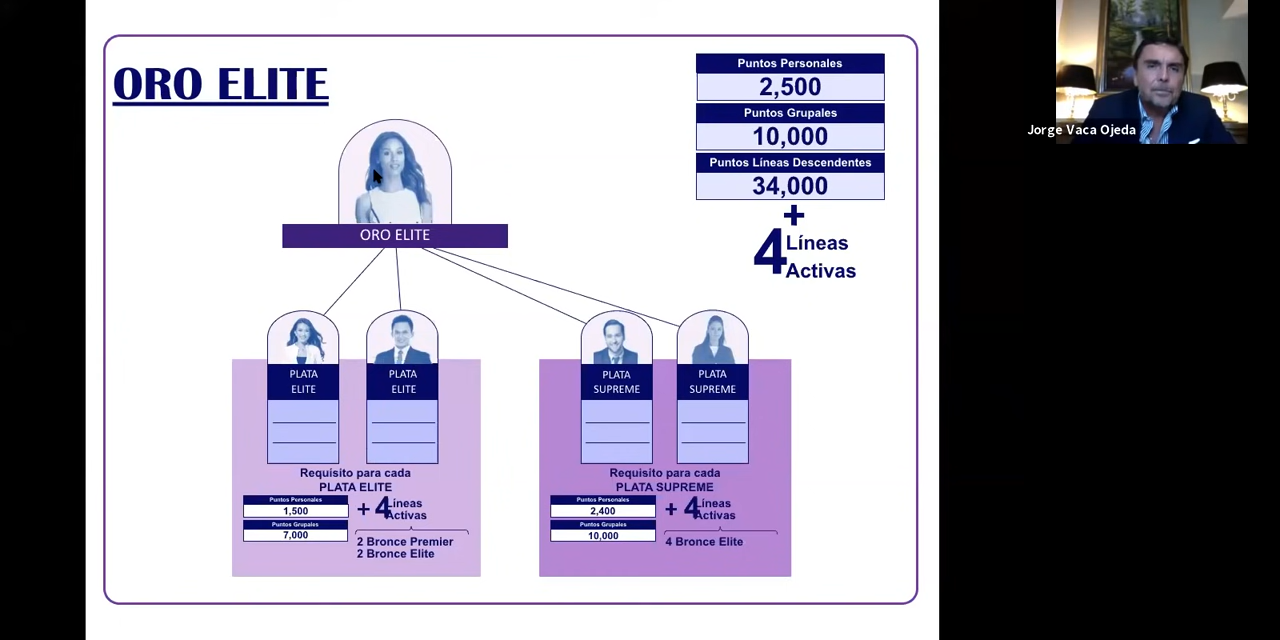 ORO ELITE
Puntos Personales
2,500
Puntos Grupales
10,000
Puntos Líneas Descendentes
34,000
+
4 Líneas
Activas
Jorge Vaca Ojeda
ORO ELITE
PLATA
ELITE
PLATA
ELITE
PLATA
SUPREME
PLATA
SUPREME
Requisito para cada
PLATA ELITE
Puntos Personales
1,500
Puntos Grupales
7,000
+ 4 Líneas
Activas
2 Bronce Premier
2 Bronce Elite
Requisito para cada
PLATA SUPREME
Puntos Personales
2,400
Puntos Grupales
10,000
+ 4 Líneas
Activas
4 Bronce Elite